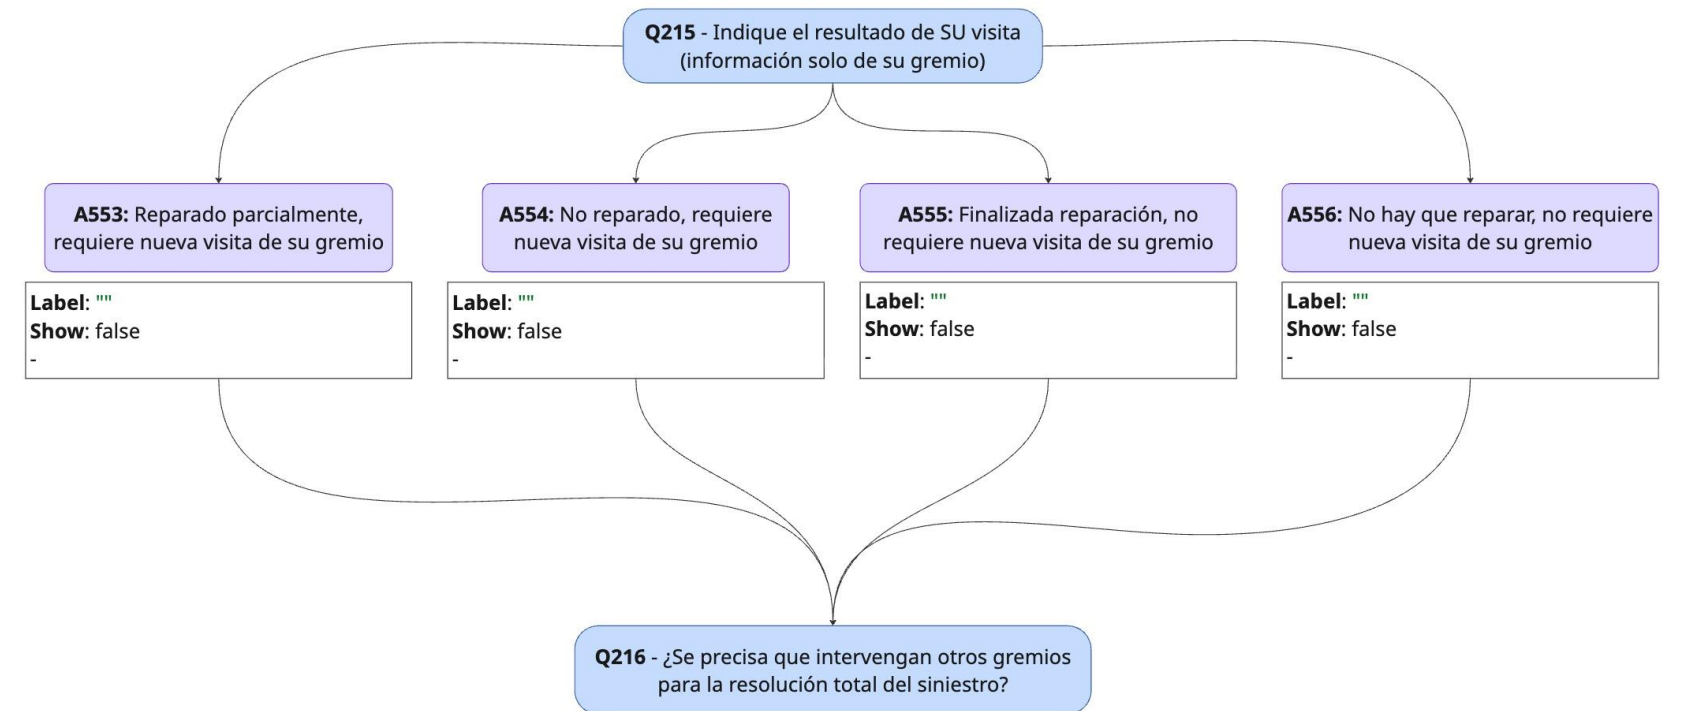 Q215 - Indique el resultado de SU visita
(información solo de su gremio)
A553: Reparado parcialmente,
requiere nueva visita de su gremio
Label: ""
Show: false
-
A554: No reparado, requiere
nueva visita de su gremio
Label: ""
Show: false
-
A555: Finalizada reparación, no
requiere nueva visita de su gremio
Label: ""
Show: false
-
A556: No hay que reparar, no requiere
nueva visita de su gremio
Label: ""
Show: false
-
Q216 - ¿Se precisa que intervengan otros gremios
para la resolución total del siniestro?